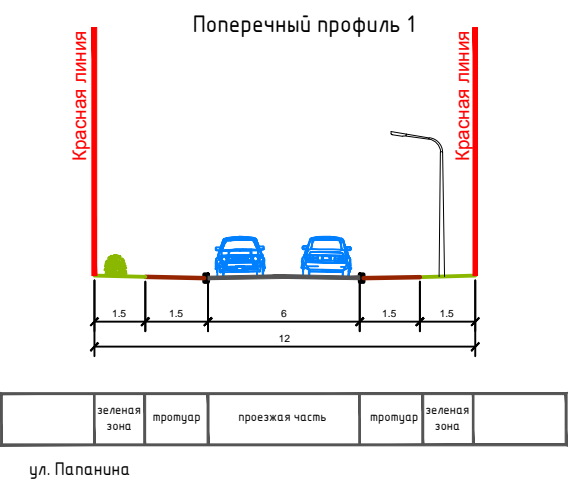 Поперечный профиль 1
Красная линия
Красная линия
1.5 1.5 6 1.5 1.5
12
зеленая зона
тротуар
проезжая часть
тротуар
зеленая зона
ул. Папанина